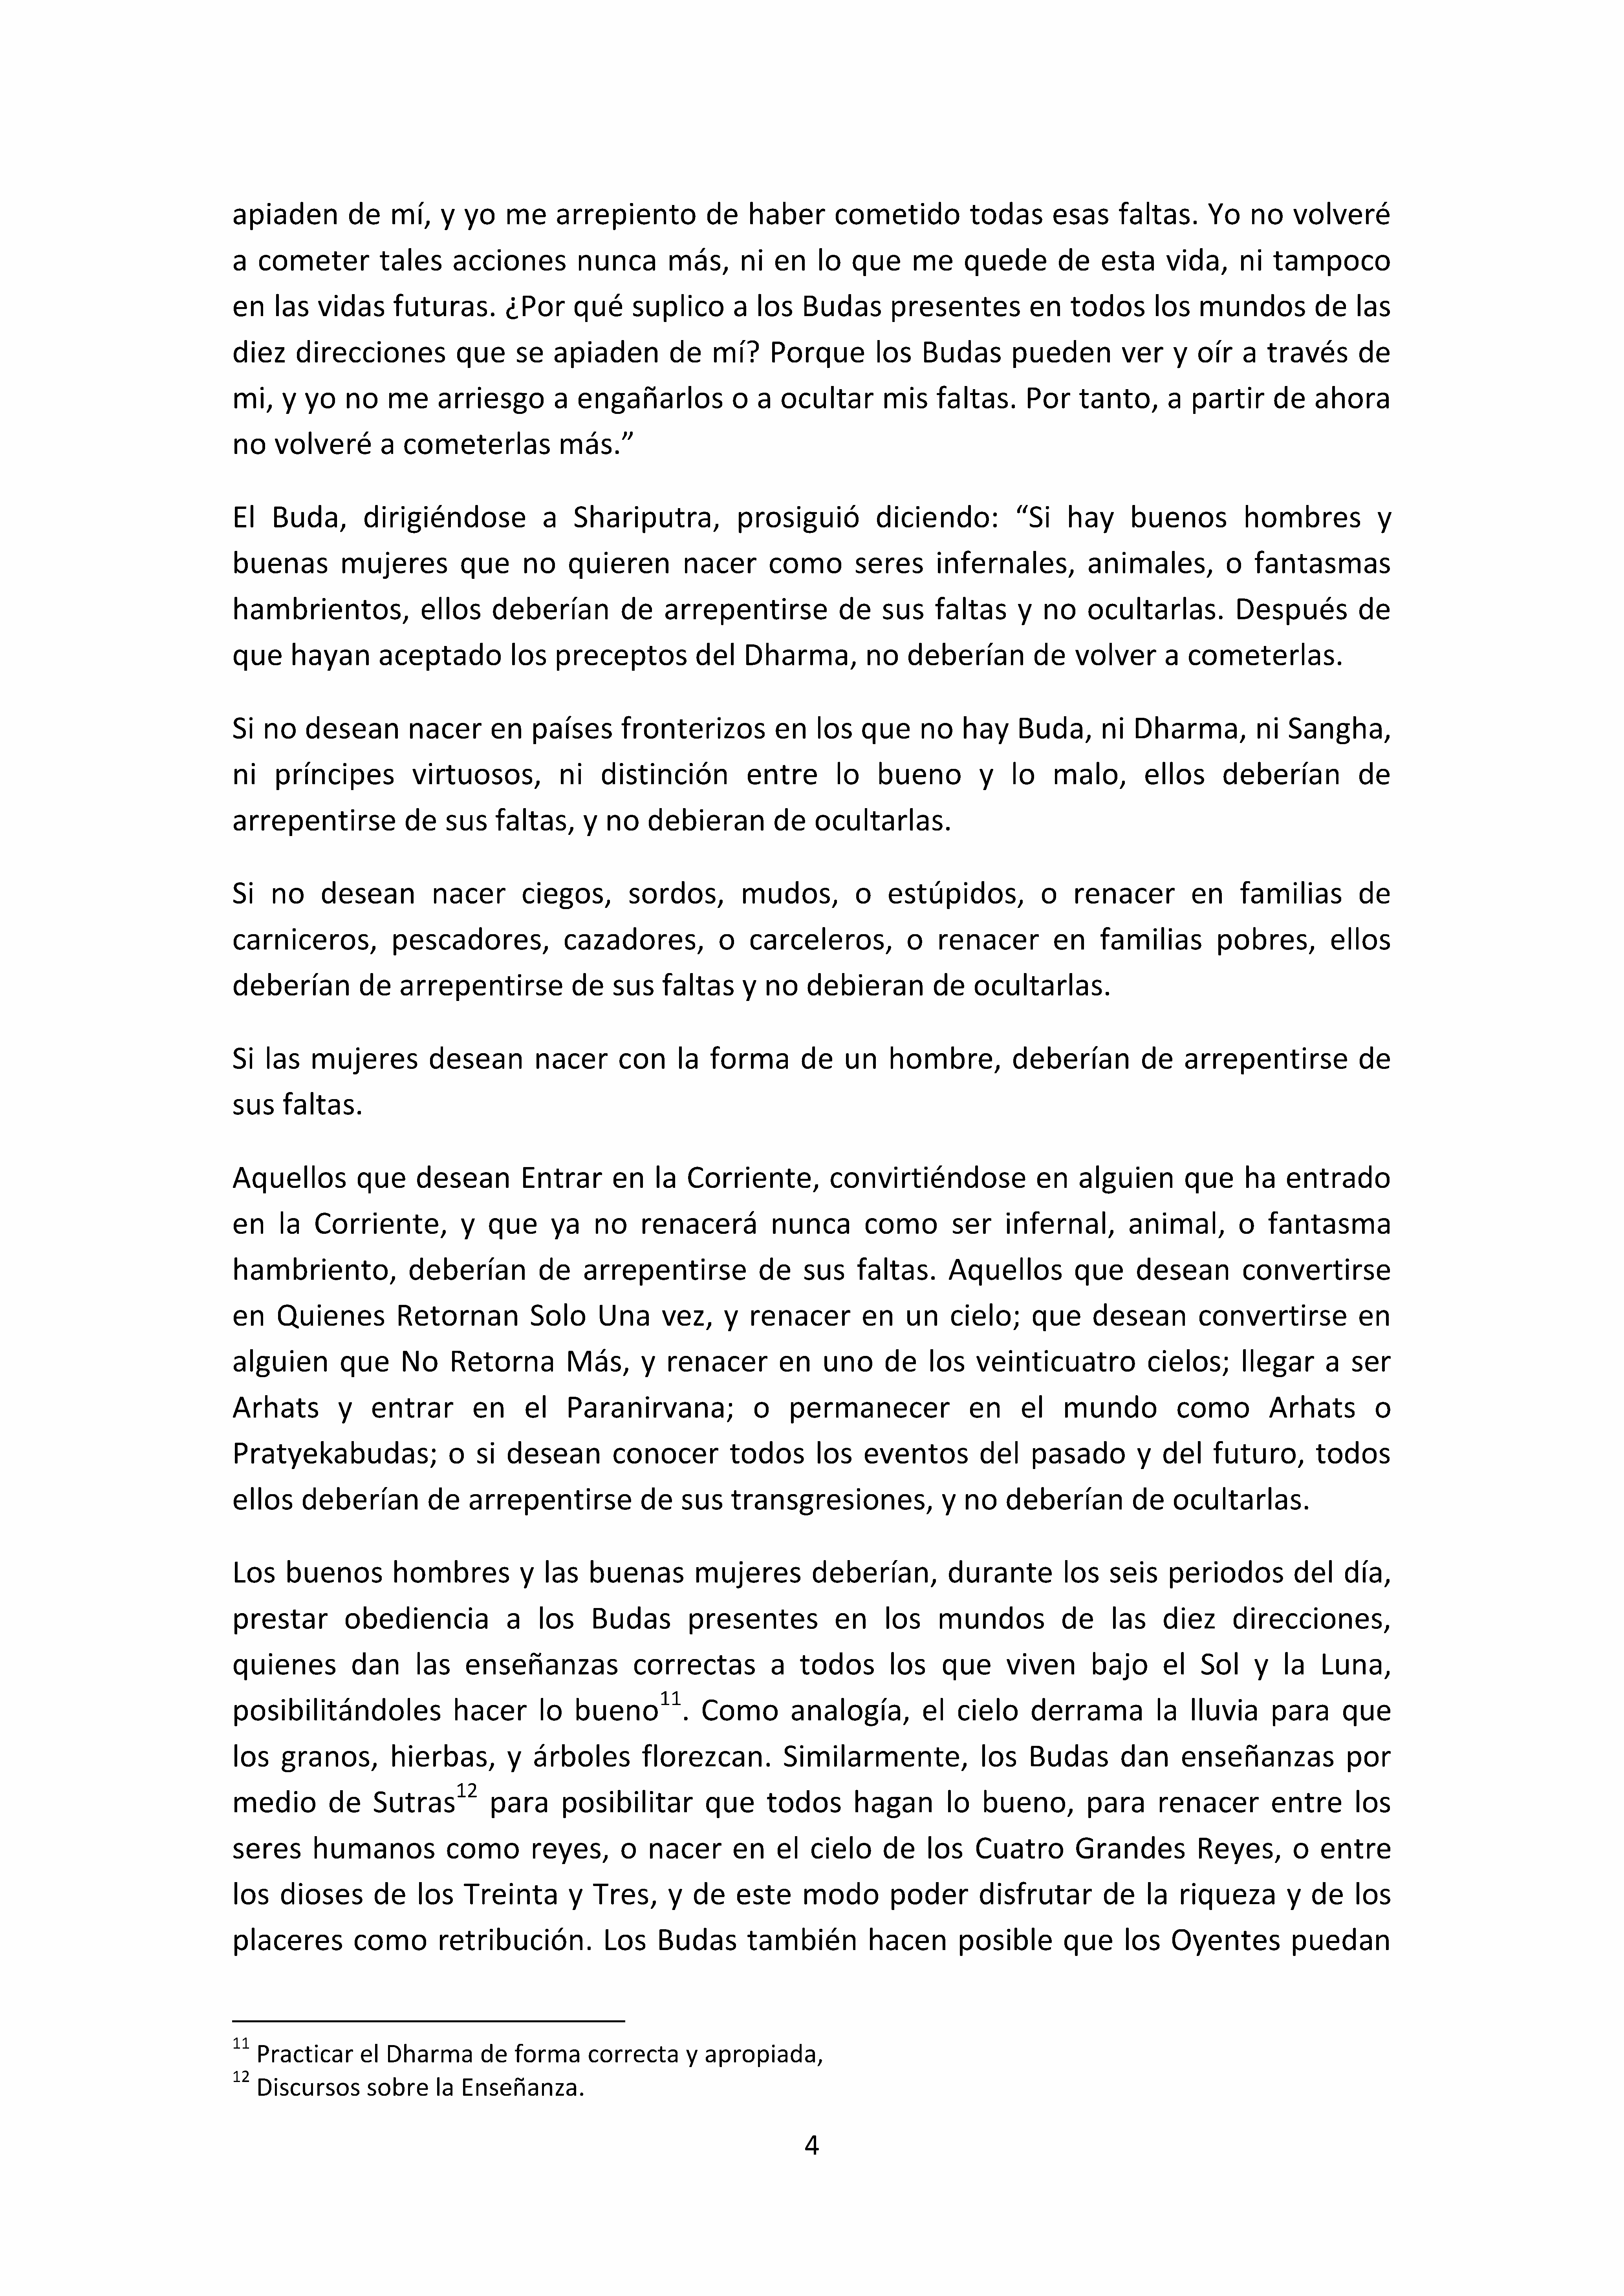 apiaden de mí, y yo me arrepiento de haber cometido todas esas faltas. Yo no volveré
a cometer tales acciones nunca más, ni en lo que me quede de esta vida, ni tampoco
en las vidas futuras. ¿Por qué suplico a los Budas presentes en todos los mundos de las
diez direcciones que se apiaden de mí? Porque los Budas pueden ver y oír a través de
mi, y yo no me arriesgo a engañarlos o a ocultar mis faltas. Por tanto, a partir de ahora
no volveré a cometerlas más.”
El Buda, dirigiéndose a Shariputra, prosiguió diciendo: “Si hay buenos hombres y
buenas mujeres que no quieren nacer como seres infernales, animales, o fantasmas
hambrientos, ellos deberían de arrepentirse de sus faltas y no ocultarlas. Después de
que hayan aceptado los preceptos del Dharma, no deberían de volver a cometerlas.
Si no desean nacer en países fronterizos en los que no hay Buda, ni Dharma, ni Sangha,
ni príncipes virtuosos, ni distinción entre lo bueno y lo malo, ellos deberían de
arrepentirse de sus faltas, y no debieran de ocultarlas.
Si no desean nacer ciegos, sordos, mudos, o estúpidos, o renacer en familias de
carniceros, pescadores, cazadores, o carceleros, o renacer en familias pobres, ellos
deberían de arrepentirse de sus faltas y no debieran de ocultarlas.
Si las mujeres desean nacer con la forma de un hombre, deberían de arrepentirse de
sus faltas.
Aquellos que desean Entrar en la Corriente, convirtiéndose en alguien que ha entrado
en la Corriente, y que ya no renacerá nunca como ser infernal, animal, o fantasma
hambriento, deberían de arrepentirse de sus faltas. Aquellos que desean convertirse
en Quienes Retornan Solo Una vez, y renacer en un cielo; que desean convertirse en
alguien que No Retorna Más, y renacer en uno de los veinticuatro cielos; llegar a ser
Arhats y entrar en el Paranirvana; o permanecer en el mundo como Arhats o
Pratyekabudas; o si desean conocer todos los eventos del pasado y del futuro, todos
ellos deberían de arrepentirse de sus transgresiones, y no deberían de ocultarlas.
Los buenos hombres y las buenas mujeres deberían, durante los seis periodos del día,
prestar obediencia a los Budas presentes en los mundos de las diez direcciones,
quienes dan las enseñanzas correctas a todos los que viven bajo el Sol y la Luna,
posibilitándoles hacer lo bueno11. Como analogía, el cielo derrama la lluvia para que
los granos, hierbas, y árboles florezcan. Similarmente, los Budas dan enseñanzas por
medio de Sutras12 para posibilitar que todos hagan lo bueno, para renacer entre los
seres humanos como reyes, o nacer en el cielo de los Cuatro Grandes Reyes, o entre
los dioses de los Treinta y Tres, y de este modo poder disfrutar de la riqueza y de los
placeres como retribución. Los Budas también hacen posible que los Oyentes puedan
11 Practicar el Dharma de forma correcta y apropiada,
12 Discursos sobre la Enseñanza.
4